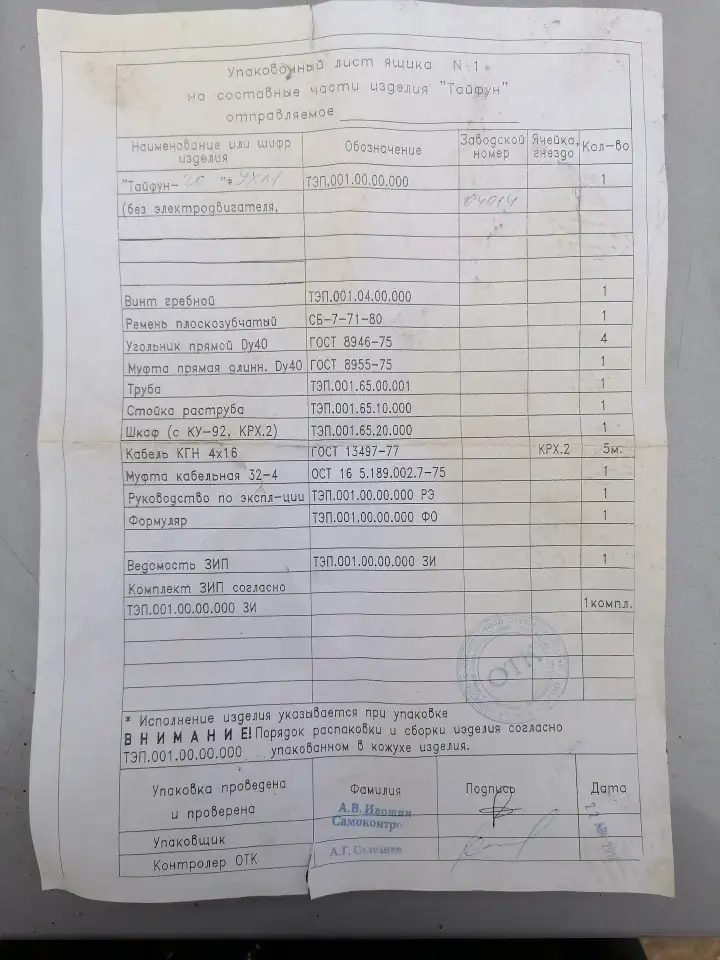 Упаковочный лист ящика N 1
на составные части изделия "Тайфун"
отправляемое
Наименование или шифр изделия Обозначение Заводской номер Ячейка, гнездо Кол-во
"Тайфун-20 "* УХЛ1 ТЭП.001.00.00.000 1
(без электродвигателя, 04014
Винт гребной ТЭП.001.04.00.000 1
Ремень плоскозубчатый СБ-7-71-80 1
Угольник прямой Dу40 ГОСТ 8946-75 4
Муфта прямая длинн. Dу40 ГОСТ 8955-75 1
Труба ТЭП.001.65.00.001 1
Стойка раструба ТЭП.001.65.10.000 1
Шкаф (с КУ-92, КРХ.2) ТЭП.001.65.20.000 1
Кабель КГН 4х16 ГОСТ 13497-77 КРХ.2 5м.
Муфта кабельная 32-4 ОСТ 16 5.189.002.7-75 1
Руководство по экспл-ции ТЭП.001.00.00.000 РЭ 1
Формуляр ТЭП.001.00.00.000 ФО 1
Ведомость ЗИП ТЭП.001.00.00.000 ЗИ 1
Комплект ЗИП согласно
ТЭП.001.00.00.000 ЗИ 1компл.
ОТК
* Исполнение изделия указывается при упаковке
ВНИМАНИЕ! Порядок распаковки и сборки изделия согласно
ТЭП.001.00.00.000 упакованном в кожухе изделия.
Упаковка проведена и проверена Фамилия Подпись Дата
А.В. Ивошин
Самоконтр
Упаковщик
Контролер ОТК А.Г. Селезнев